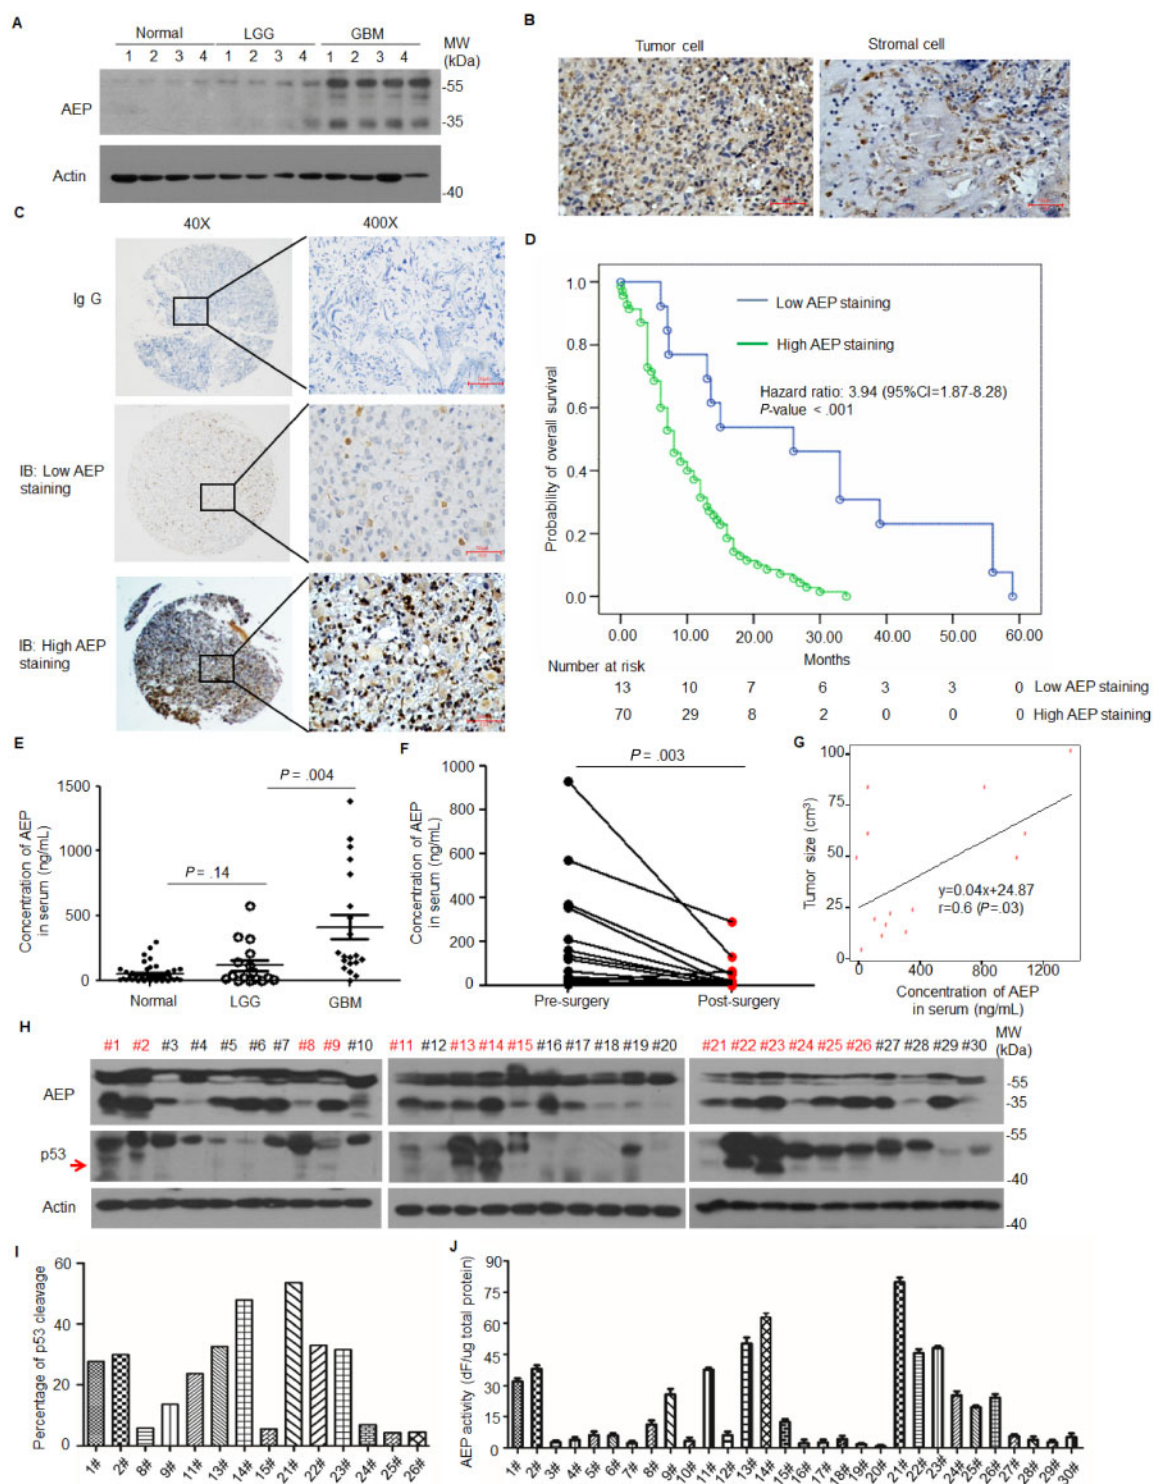 A
Normal LGG GBM
MW
(kDa)
1 2 3 4 1 2 3 4 1 2 3 4
AEP
-55
-35
Actin
-40
B
Tumor cell Stromal cell
C
40X 400X
Ig G
IB: Low AEP
staining
IB: High AEP
staining
D
Probability of overall survival
1.0
0.8
0.6
0.4
0.2
0.0
Low AEP staining
High AEP staining
Hazard ratio: 3.94 (95%CI=1.87-8.28)
P-value < .001
0.00 10.00 20.00 30.00 40.00 50.00 60.00
Months
Number at risk
13 10 7 6 3 3 0 Low AEP staining
70 29 8 2 0 0 0 High AEP staining
E
Concentration of AEP
in serum (ng/mL)
1500
1000
500
0
P = .14
P = .004
Normal LGG GBM
F
Concentration of AEP
in serum (ng/mL)
1000
800
600
400
200
0
P = .003
Pre-surgery Post-surgery
G
Tumor size (cm³)
100
75
50
25
0
y=0.04x+24.87
r=0.6 (P=.03)
0 400 800 1200
Concentration of AEP
in serum (ng/mL)
H
#1 #2 #3 #4 #5 #6 #7 #8 #9 #10 #11 #12 #13 #14 #15 #16 #17 #18 #19 #20 #21 #22 #23 #24 #25 #26 #27 #28 #29 #30
MW
(kDa)
AEP
-55
-35
p53
-55
-40
Actin
-40
I
Percentage of p53 cleavage
60
40
20
0
1# 2# 8# 9# 11# 13# 14# 15# 21# 22# 23# 24# 25# 26#
J
AEP activity (dF/ug total protein)
90
75
60
45
30
15
0
1# 2# 3# 4# 5# 6# 7# 8# 9# 10# 11# 12# 13# 14# 15# 16# 17# 18# 19# 20# 21# 22# 23# 24# 25# 26# 27# 28# 29# 30#